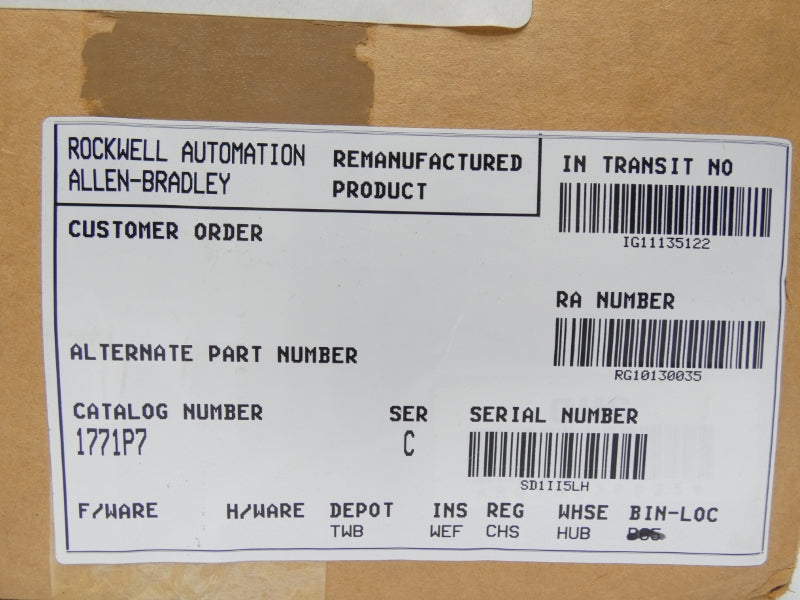 ROCKWELL AUTOMATION
ALLEN-BRADLEY
REMANUFACTURED
PRODUCT
IN TRANSIT NO
IG11135122
CUSTOMER ORDER
RA NUMBER
RG10130035
ALTERNATE PART NUMBER
CATALOG NUMBER
1771P7
SER
C
SERIAL NUMBER
SD1III5LH
F/WARE
H/WARE
DEPOT
TWB
INS
WEF
REG
CHS
WHSE
HUB
BIN-LOC